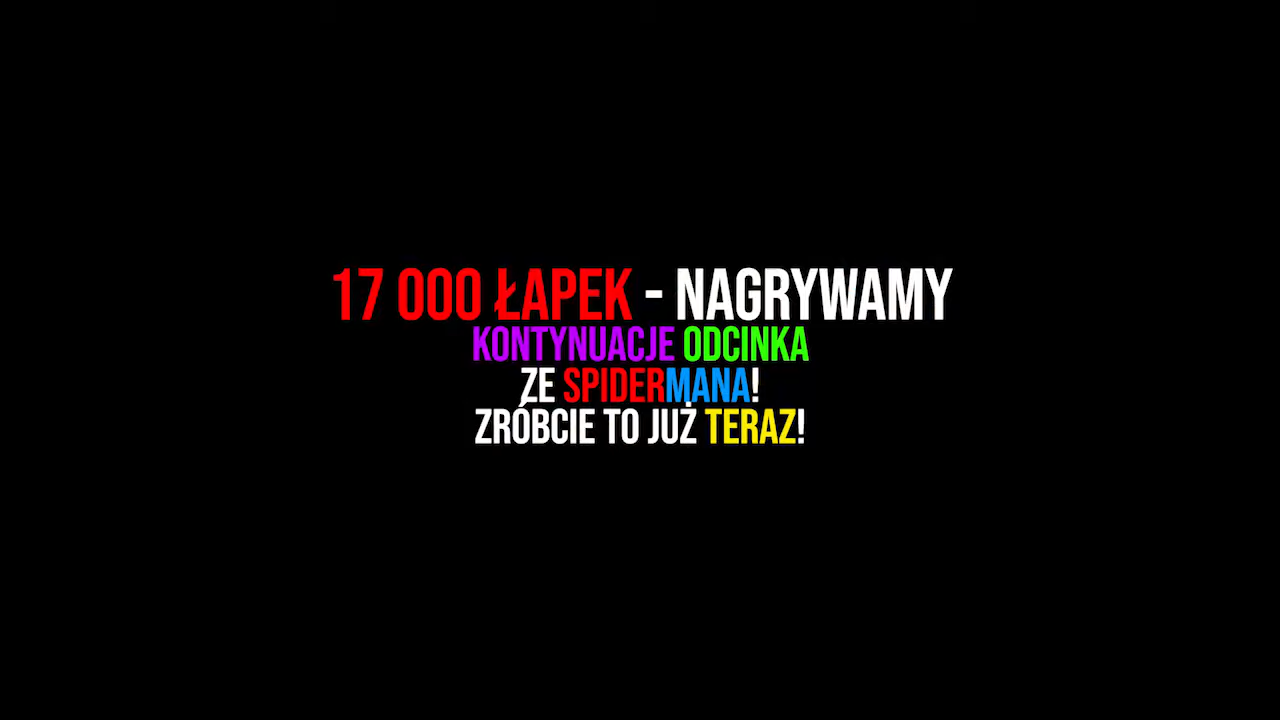 17 000 ŁAPEK - NAGRYWAMY
KONTYNUACJE ODCINKA
ZE SPIDERMANA!
ZRÓBCIE TO JUŻ TERAZ!